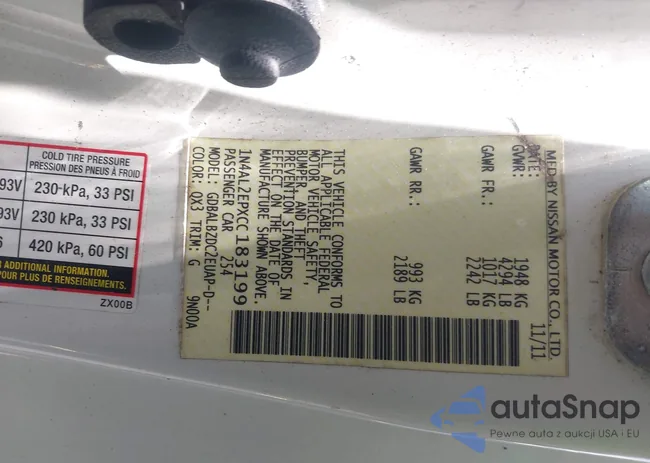 COLD TIRE PRESSURE
PRESSION DES PNEUS À FROID
93V 230 kPa, 33 PSI
93V 230 kPa, 33 PSI
6 420 kPa, 60 PSI
POUR PLUS DE RENSEIGNEMENTS.
ZX00B
MFD BY NISSAN MOTOR CO., LTD.
DATE: 11/11
GVWR: 1948 KG
4294 LB
GAWR FR.: 1017 KG
2242 LB
GAWR RR.: 993 KG
2189 LB
THIS VEHICLE CONFORMS TO
ALL APPLICABLE FEDERAL
MOTOR VEHICLE SAFETY,
BUMPER, AND THEFT
PREVENTION STANDARDS IN
EFFECT ON THE DATE OF
MANUFACTURE SHOWN ABOVE.
1N4AL2EPXCC183199
PASSENGER CAR 254
GDBALBZDC2EUAP-D--
COLOR: QX3 TRIM: G 9N00A
autaSnap
Pewne auta z aukcji USA i EU